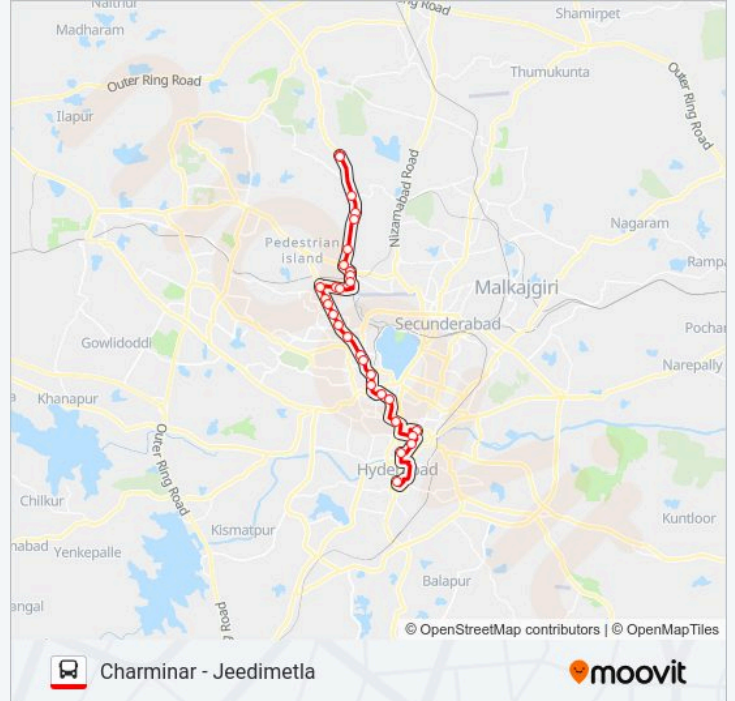 Naithur
ng Road
Shamirpet
Madharam
Outer Ring Road
Thumukunta
Outer Ring Road
Ilapur
Nizamabad Road
Nagaram
Pedestrian
island
Rampa
Malkajgiri
Secunderabad
Pochar
Gowlidoddi
Narepally
Khanapur
Outer Ring Road
Hyderabad
Chilkur
Kismatpur
Kuntloor
nabad
Yenkepalle
Balapur
angal
Road
© OpenStreetMap contributors | © OpenMapTiles
Charminar - Jeedimetla
moovit